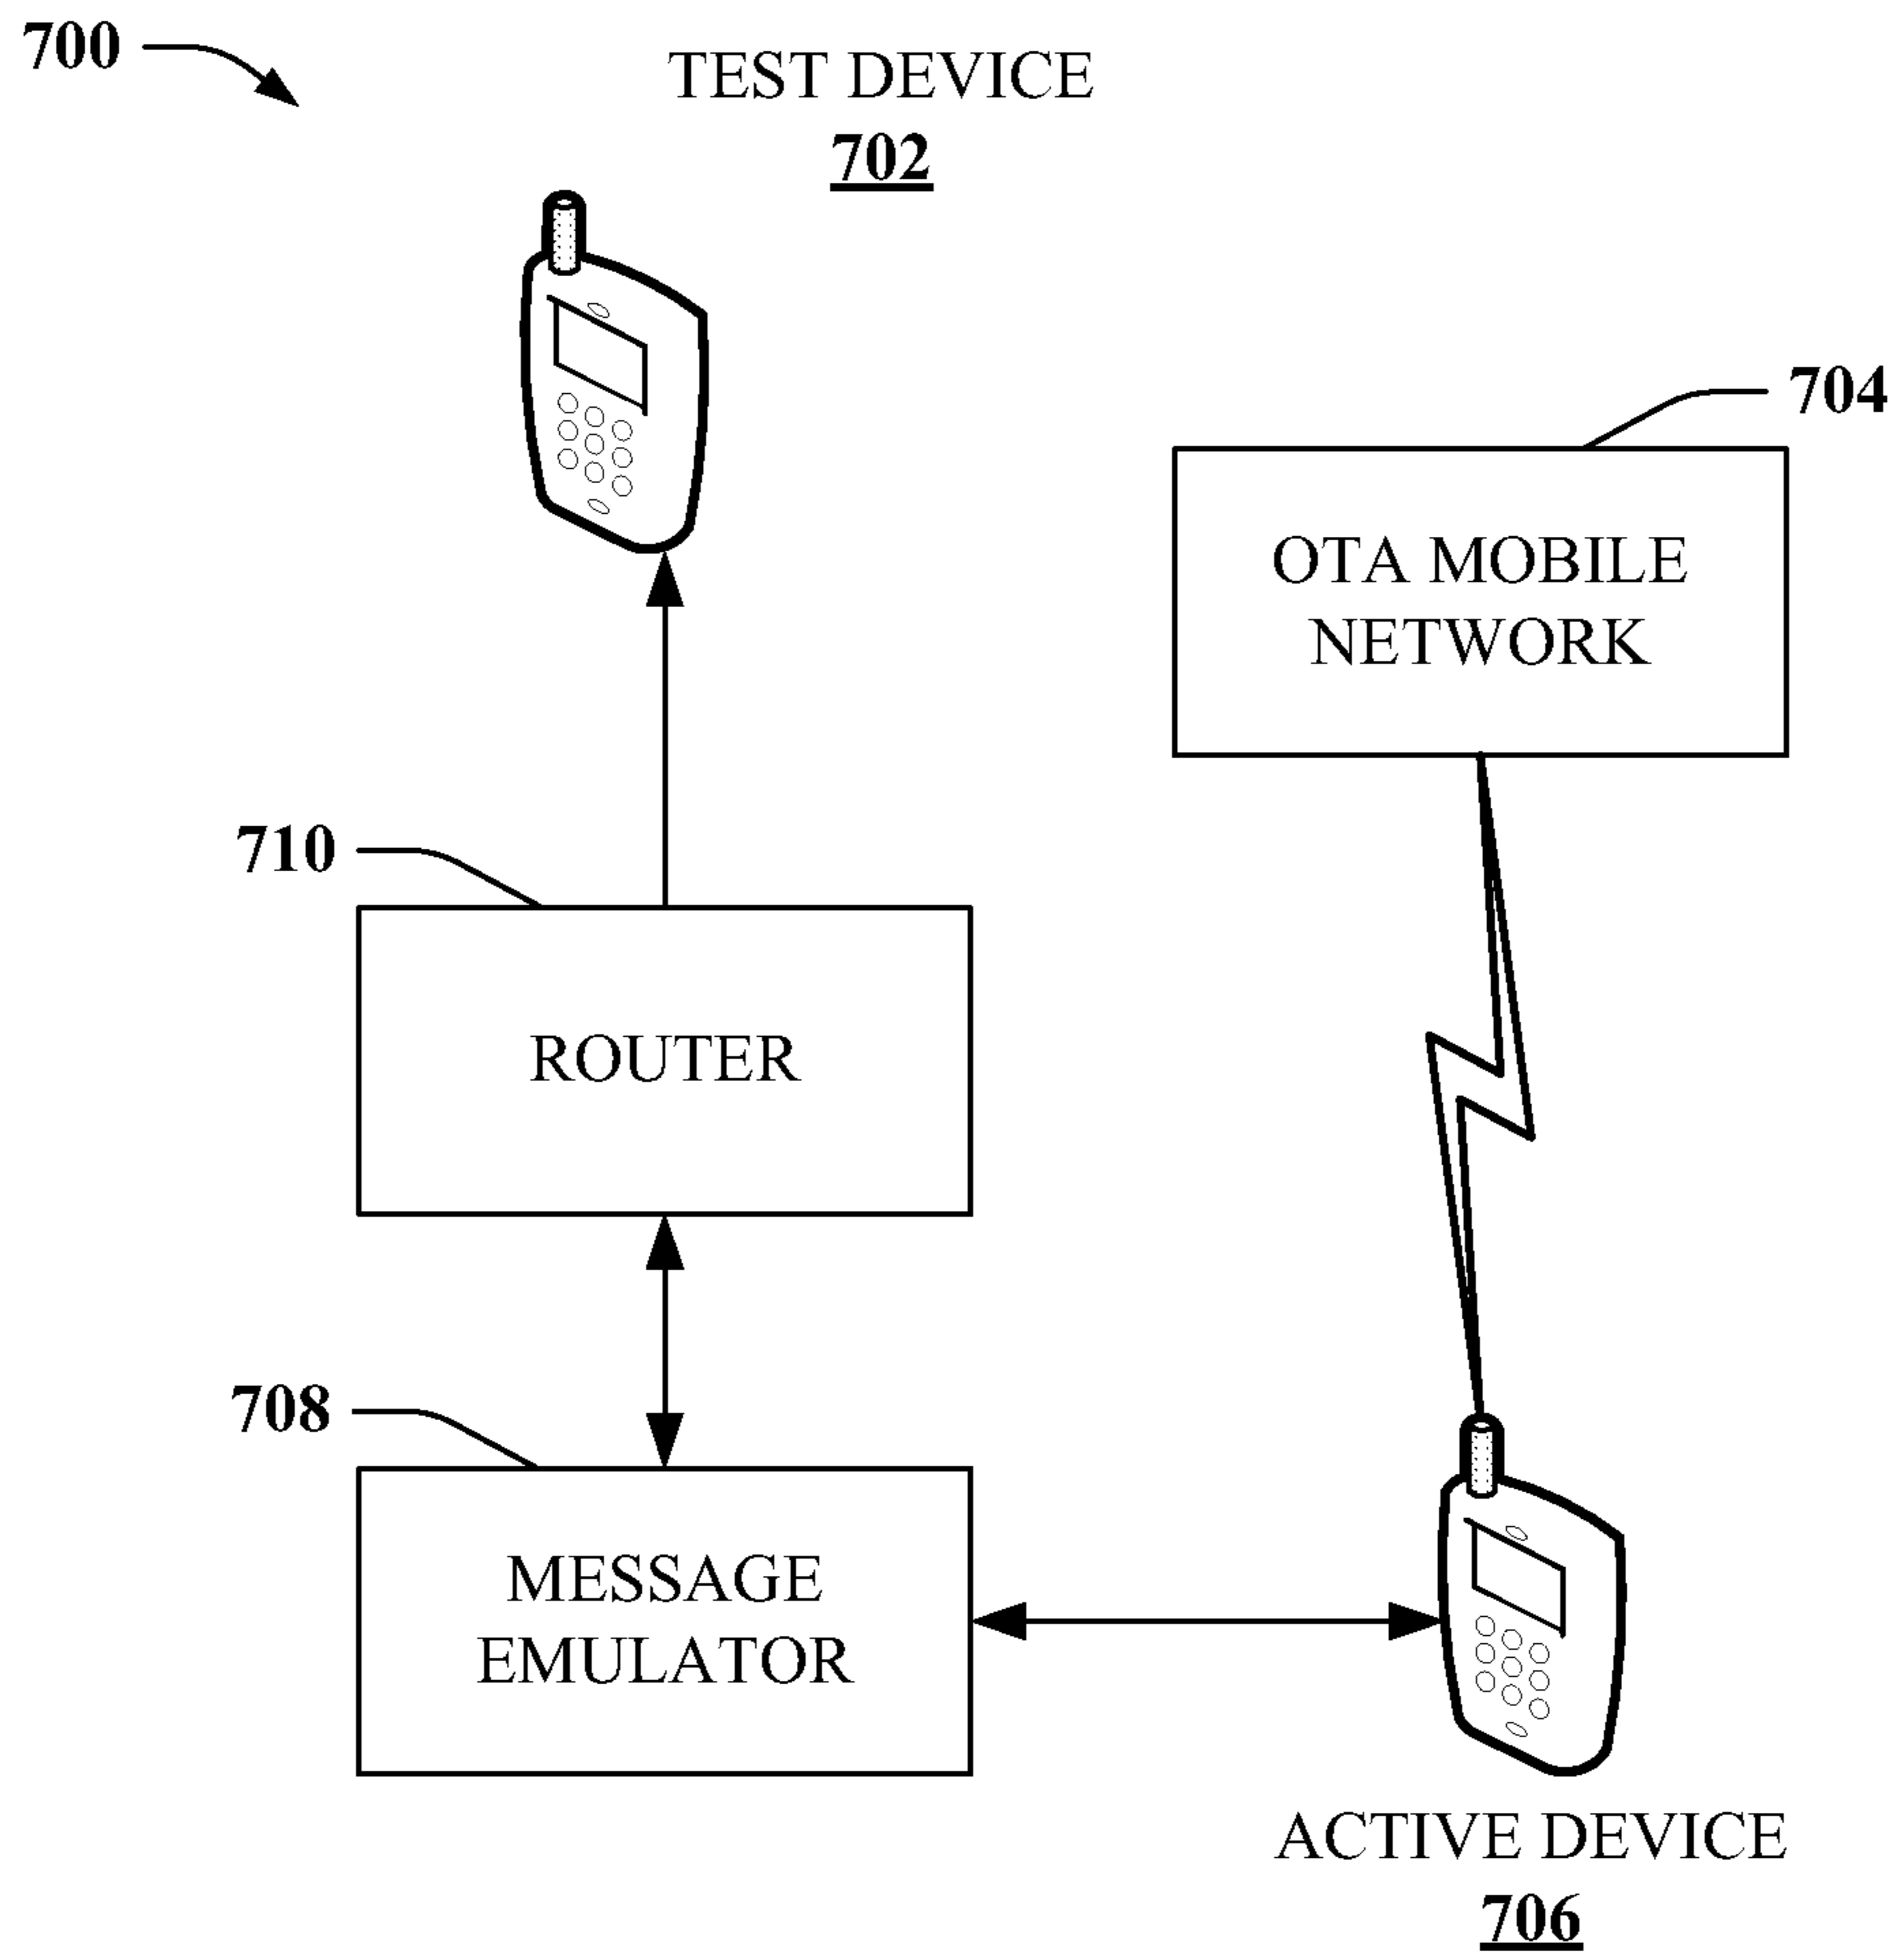 700
TEST DEVICE
702
704
OTA MOBILE
NETWORK
710
ROUTER
708
MESSAGE
EMULATOR
ACTIVE DEVICE
706